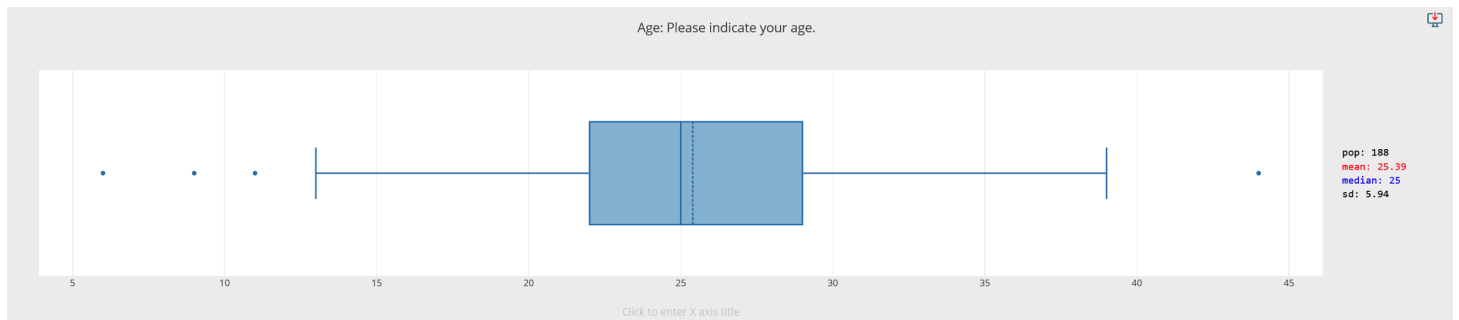 Age: Please indicate your age.
pop: 188
mean: 25.39
median: 25
sd: 5.94
5 10 15 20 25 30 35 40 45
Click to enter X axis title